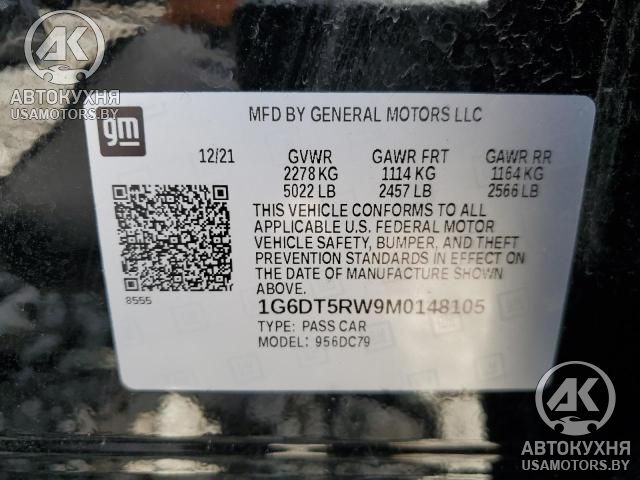 АК
АВТОКУХНЯ
USAMOTORS.BY
gm
MFD BY GENERAL MOTORS LLC
12/21 GVWR GAWR FRT GAWR RR
2278 KG 1114 KG 1164 KG
5022 LB 2457 LB 2566 LB
THIS VEHICLE CONFORMS TO ALL
APPLICABLE U.S. FEDERAL MOTOR
VEHICLE SAFETY, BUMPER, AND THEFT
PREVENTION STANDARDS IN EFFECT ON
THE DATE OF MANUFACTURE SHOWN
ABOVE.
8555
1G6DT5RW9M0148105
TYPE: PASS CAR
MODEL: 956DC79
АК
АВТОКУХНЯ
USAMOTORS.BY